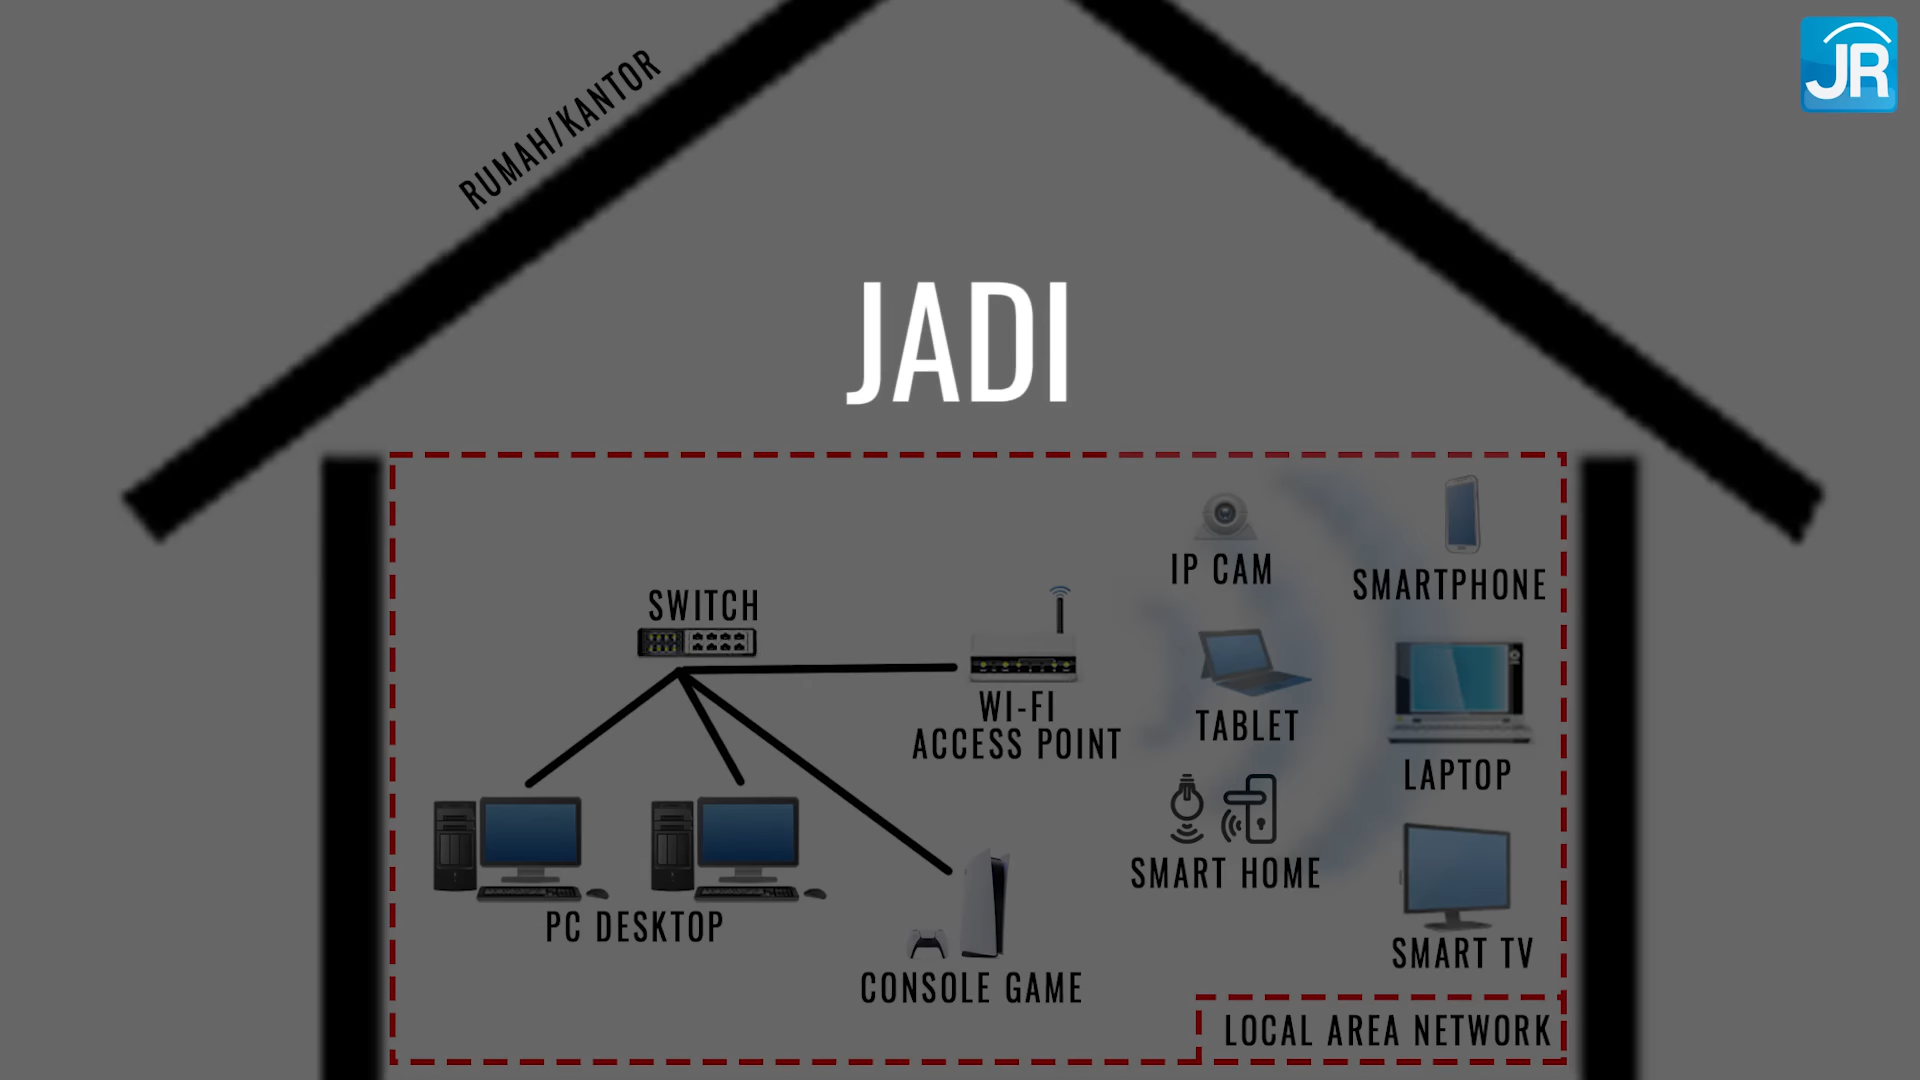 JR
RUMAH/KANTOR
JADI
IP CAM
SMARTPHONE
SWITCH
WI-FI
ACCESS POINT
TABLET
LAPTOP
SMART HOME
PC DESKTOP
SMART TV
CONSOLE GAME
LOCAL AREA NETWORK